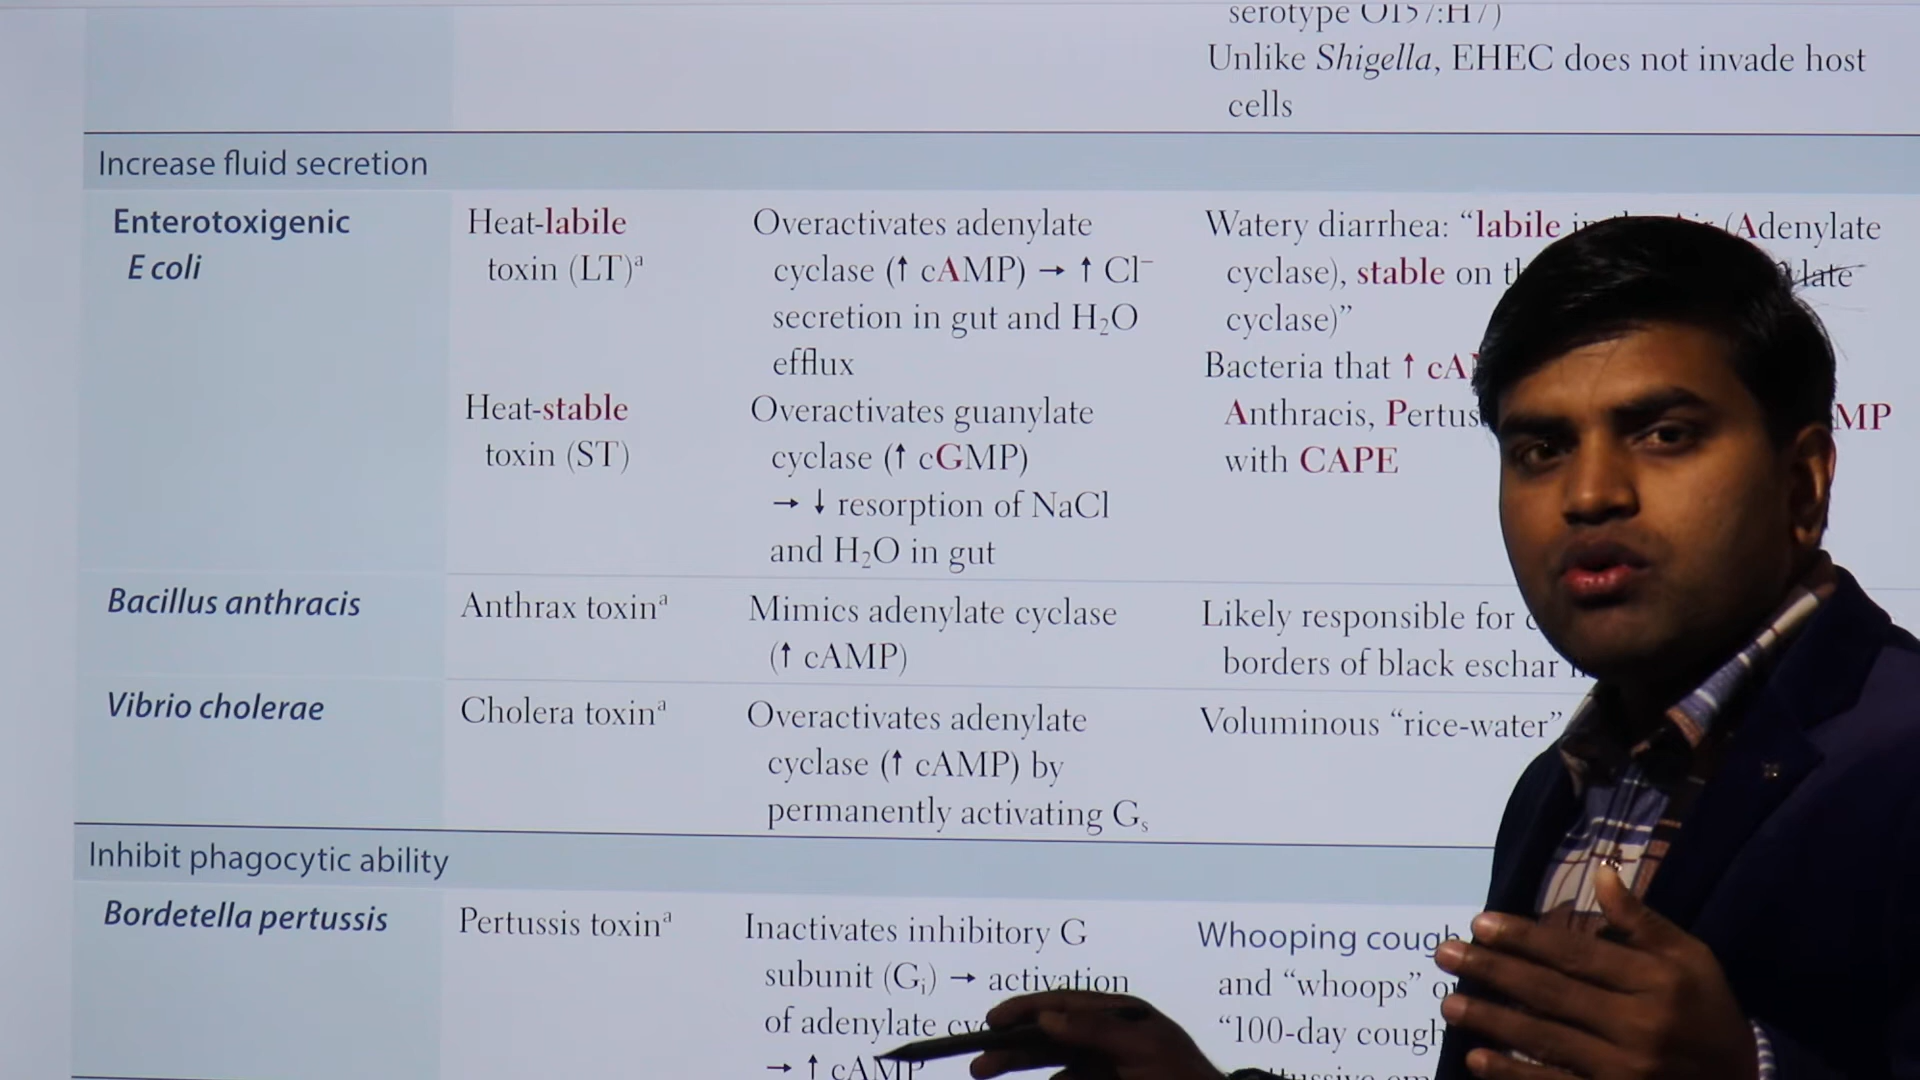 serotype O157:H7)
Unlike Shigella, EHEC does not invade host
cells
Increase fluid secretion
Enterotoxigenic
E coli
Heat-labile
toxin (LT)a
Overactivates adenylate
cyclase (↑ cAMP) → ↑ Cl−
secretion in gut and H2O
efflux
Heat-stable
toxin (ST)
Overactivates guanylate
cyclase (↑ cGMP)
→ ↓ resorption of NaCl
and H2O in gut
Watery diarrhea: “labile (Adenylate
cyclase), stable on
cyclase)”
Bacteria that ↑
Anthracis,
with CAPE
Bacillus anthracis
Anthrax toxina
Mimics adenylate cyclase
(↑ cAMP)
Likely responsible for
borders of black eschar
Vibrio cholerae
Cholera toxina
Overactivates adenylate
cyclase (↑ cAMP) by
permanently activating Gs
Voluminous “rice-water”
Inhibit phagocytic ability
Bordetella pertussis
Pertussis toxina
Inactivates inhibitory G
subunit (Gi) → activation
of adenylate
→ ↑ cAMP
Whooping cough
and “whoops”
“100-day cough